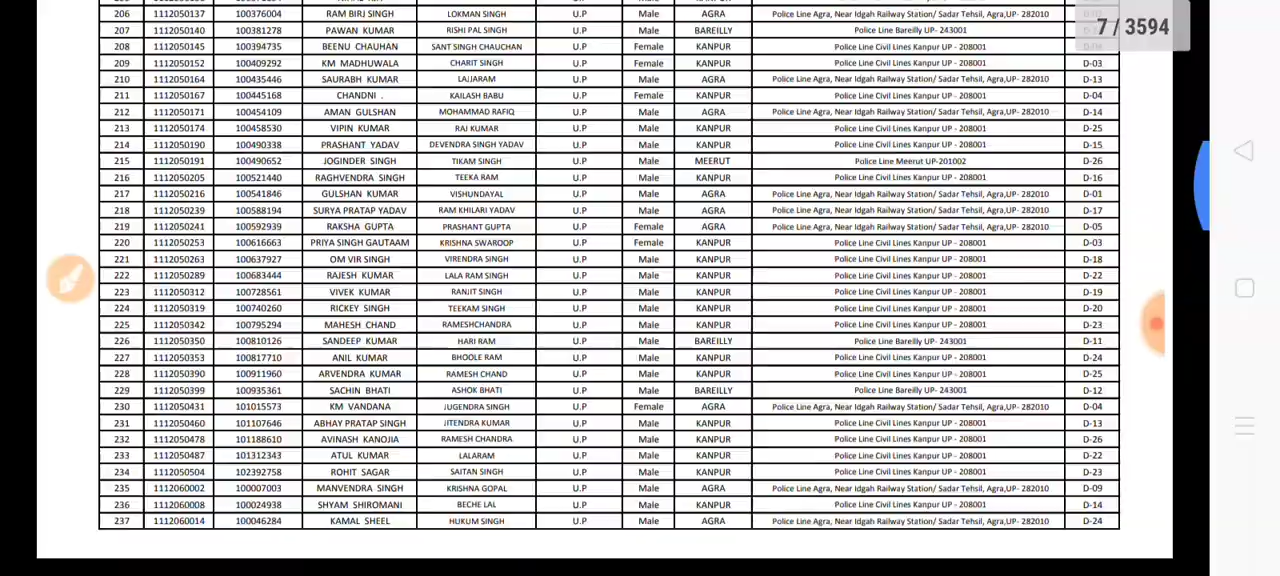 206 1112050137 100376004 RAM BIRJ SINGH LOKMAN SINGH U.P Male AGRA Police Line Agra, Near Idgah Railway Station/ Sadar Tehsil, Agra,UP- 282010
7 / 3594
207 1112050140 100381278 PAWAN KUMAR RISHI PAL SINGH U.P Male BAREILLY Police Line Bareilly UP- 243001
208 1112050145 100394735 BEENU CHAUHAN SANT SINGH CHAUCHAN U.P Female KANPUR Police Line Civil Lines Kanpur UP - 208001
209 1112050152 100409292 KM MADHUWALA CHARIT SINGH U.P Female KANPUR Police Line Civil Lines Kanpur UP - 208001 D-03
210 1112050164 100435446 SAURABH KUMAR LAJJARAM U.P Male AGRA Police Line Agra, Near Idgah Railway Station/ Sadar Tehsil, Agra,UP- 282010 D-13
211 1112050167 100445168 CHANDNI . KAILASH BABU U.P Female KANPUR Police Line Civil Lines Kanpur UP - 208001 D-04
212 1112050171 100454109 AMAN GULSHAN MOHAMMAD RAFIQ U.P Male AGRA Police Line Agra, Near Idgah Railway Station/ Sadar Tehsil, Agra,UP- 282010 D-14
213 1112050174 100458530 VIPIN KUMAR RAJ KUMAR U.P Male KANPUR Police Line Civil Lines Kanpur UP - 208001 D-25
214 1112050190 100490338 PRASHANT YADAV DEVENDRA SINGH YADAV U.P Male KANPUR Police Line Civil Lines Kanpur UP - 208001 D-15
215 1112050191 100490652 JOGINDER SINGH TIKAM SINGH U.P Male MEERUT Police Line Meerut UP-201002 D-26
216 1112050205 100521440 RAGHVENDRA SINGH TEEKA RAM U.P Male KANPUR Police Line Civil Lines Kanpur UP - 208001 D-16
217 1112050216 100541846 GULSHAN KUMAR VISHUNDAYAL U.P Male AGRA Police Line Agra, Near Idgah Railway Station/ Sadar Tehsil, Agra,UP- 282010 D-01
218 1112050239 100588194 SURYA PRATAP YADAV RAM KHILARI YADAV U.P Male AGRA Police Line Agra, Near Idgah Railway Station/ Sadar Tehsil, Agra,UP- 282010 D-17
219 1112050241 100592939 RAKSHA GUPTA PRASHANT GUPTA U.P Female AGRA Police Line Agra, Near Idgah Railway Station/ Sadar Tehsil, Agra,UP- 282010 D-05
220 1112050253 100616663 PRIYA SINGH GAUTAAM KRISHNA SWAROOP U.P Female KANPUR Police Line Civil Lines Kanpur UP - 208001 D-03
221 1112050263 100637927 OM VIR SINGH VIRENDRA SINGH U.P Male KANPUR Police Line Civil Lines Kanpur UP - 208001 D-18
222 1112050289 100683444 RAJESH KUMAR LALA RAM SINGH U.P Male KANPUR Police Line Civil Lines Kanpur UP - 208001 D-22
223 1112050312 100728561 VIVEK KUMAR RANJIT SINGH U.P Male KANPUR Police Line Civil Lines Kanpur UP - 208001 D-19
224 1112050319 100740260 RICKEY SINGH TEEKAM SINGH U.P Male KANPUR Police Line Civil Lines Kanpur UP - 208001 D-20
225 1112050342 100795294 MAHESH CHAND RAMESHCHANDRA U.P Male KANPUR Police Line Civil Lines Kanpur UP - 208001 D-23
226 1112050350 100810126 SANDEEP KUMAR HARI RAM U.P Male BAREILLY Police Line Bareilly UP- 243001 D-11
227 1112050353 100817710 ANIL KUMAR BHOOLE RAM U.P Male KANPUR Police Line Civil Lines Kanpur UP - 208001 D-24
228 1112050390 100911960 ARVENDRA KUMAR RAMESH CHAND U.P Male KANPUR Police Line Civil Lines Kanpur UP - 208001 D-25
229 1112050399 100935361 SACHIN BHATI ASHOK BHATI U.P Male BAREILLY Police Line Bareilly UP- 243001 D-12
230 1112050431 101015573 KM VANDANA JUGENDRA SINGH U.P Female AGRA Police Line Agra, Near Idgah Railway Station/ Sadar Tehsil, Agra,UP- 282010 D-04
231 1112050460 101107646 ABHAY PRATAP SINGH JITENDRA KUMAR U.P Male KANPUR Police Line Civil Lines Kanpur UP - 208001 D-13
232 1112050478 101188610 AVINASH KANOJIA RAMESH CHANDRA U.P Male KANPUR Police Line Civil Lines Kanpur UP - 208001 D-26
233 1112050487 101312343 ATUL KUMAR LALARAM U.P Male KANPUR Police Line Civil Lines Kanpur UP - 208001 D-22
234 1112050504 102392758 ROHIT SAGAR SAITAN SINGH U.P Male KANPUR Police Line Civil Lines Kanpur UP - 208001 D-23
235 1112060002 100007003 MANVENDRA SINGH KRISHNA GOPAL U.P Male AGRA Police Line Agra, Near Idgah Railway Station/ Sadar Tehsil, Agra,UP- 282010 D-09
236 1112060008 100024938 SHYAM SHIROMANI BECHE LAL U.P Male KANPUR Police Line Civil Lines Kanpur UP - 208001 D-14
237 1112060014 100046284 KAMAL SHEEL HUKUM SINGH U.P Male AGRA Police Line Agra, Near Idgah Railway Station/ Sadar Tehsil, Agra,UP- 282010 D-24